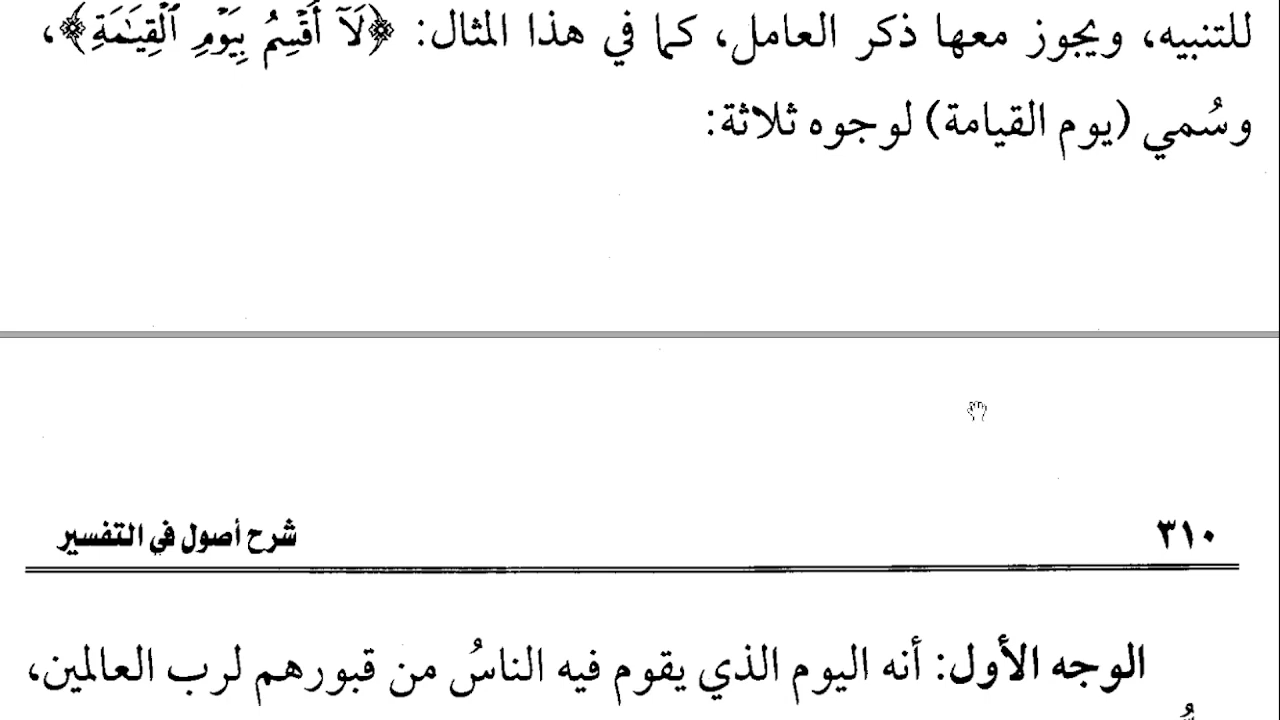 للتنبيه، ويجوز معها ذكر العامل، كما في هذا المثال: ﴿لَآ أُقْسِمُ بِيَوْمِ ٱلْقِيَـٰمَةِ﴾،
وسُمي (يوم القيامة) لوجوه ثلاثة:
٣١٠
شرح أصول في التفسير
الوجه الأول: أنه اليوم الذي يقوم فيه الناسُ من قبورهم لرب العالمين،